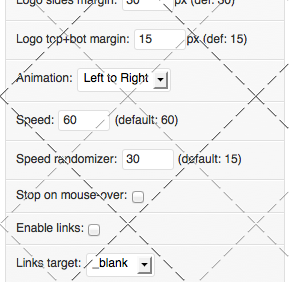 Logo sides margin: 30 px (def: 30)
Logo top+bot margin: 15 px (def: 15)
Animation: Left to Right
Speed: 60 (default: 60)
Speed randomizer: 30 (default: 15)
Stop on mouse-over:
Enable links:
Links target: _blank